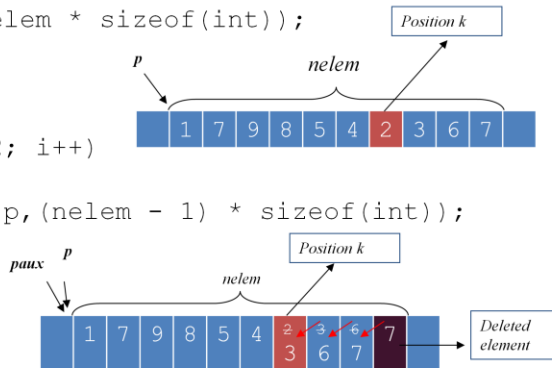 elem * sizeof(int));
Position k
p
nelem
1 7 9 8 5 4 2 3 6 7
; i++)
p,(nelem - 1) * sizeof(int));
Position k
paux p
nelem
1 7 9 8 5 4 2 3 6 7
3 6 7
Deleted
element